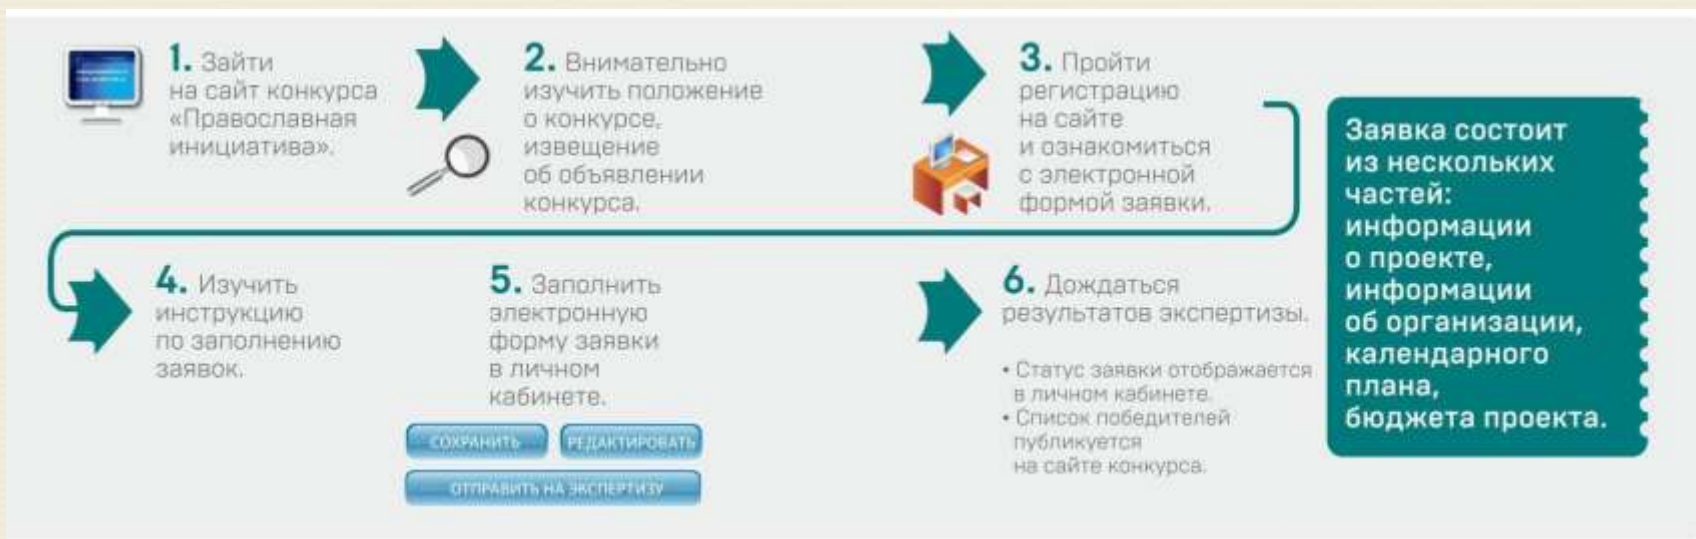 1. Зайти
на сайт конкурса
«Православная
инициатива».
2. Внимательно
изучить положение
о конкурсе,
извещение
об объявлении
конкурса.
3. Пройти
регистрацию
на сайте
и ознакомиться
с электронной
формой заявки.
4. Изучить
инструкцию
по заполнению
заявок.
5. Заполнить
электронную
форму заявки
в личном
кабинете.
СОХРАНИТЬ
РЕДАКТИРОВАТЬ
ОТПРАВИТЬ НА ЭКСПЕРТИЗУ
6. Дождаться
результатов экспертизы.
• Статус заявки отображается
в личном кабинете.
• Список победителей
публикуется
на сайте конкурса.
Заявка состоит
из нескольких
частей:
информации
о проекте,
информации
об организации,
календарного
плана,
бюджета проекта.